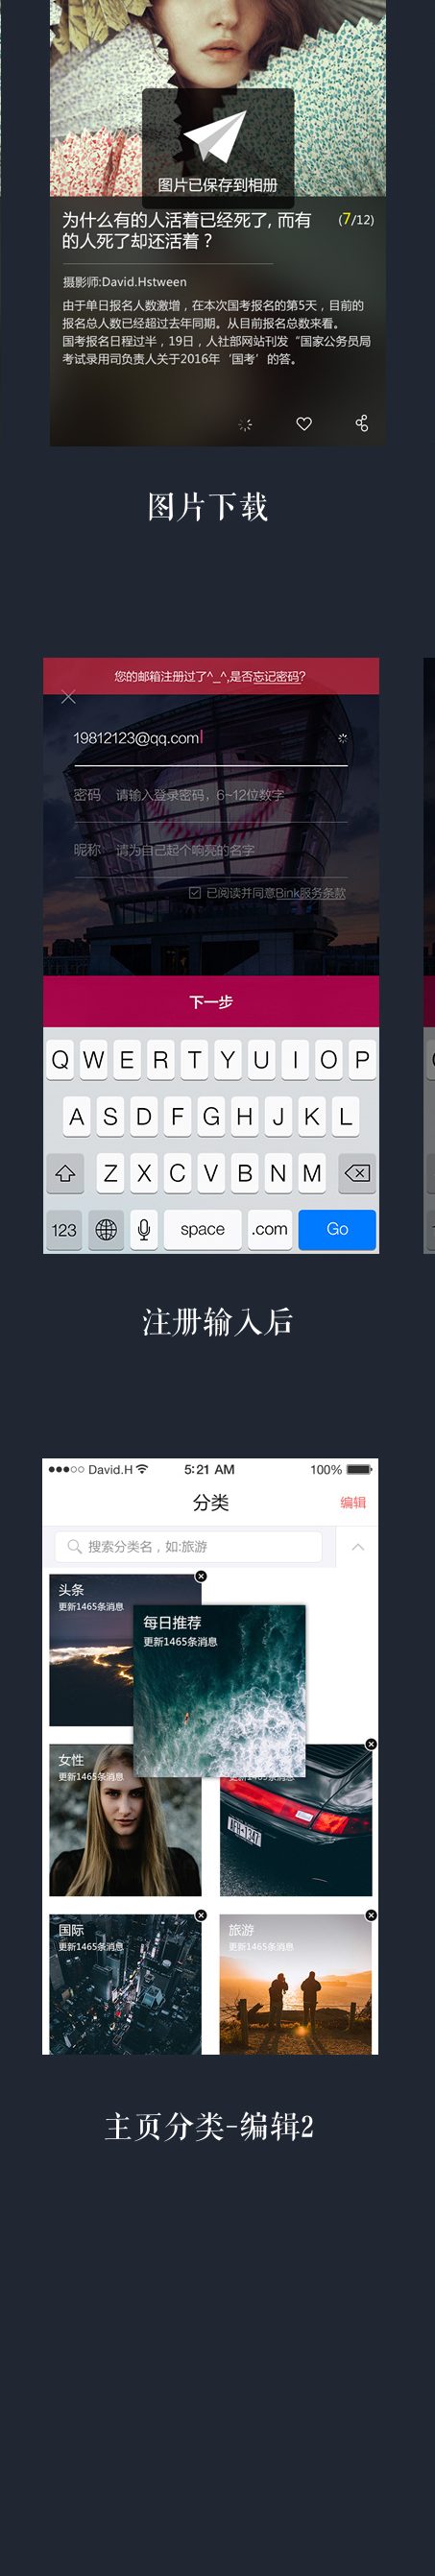 图片已保存到相册
为什么有的人活着已经死了, 而有
的人死了却还活着？
(7/12)
摄影师:David.Hstween
由于单日报名人数激增，在本次国考报名的第5天，目前的
报名总人数已经超过去年同期。从目前报名总数来看。
国考报名日程过半，19日，人社部网站刊发“国家公务员局
考试录用司负责人关于2016年‘国考’的答。
图片下载
您的邮箱注册过了^_^,是否忘记密码?
19812123@qq.com
密码 请输入登录密码，6~12位数字
昵称 请为自己起个响亮的名字
已阅读并同意Bink服务条款
下一步
Q W E R T Y U I O P
A S D F G H J K L
Z X C V B N M
123 space .com Go
注册输入后
David.H 5:21 AM 100%
分类 编辑
搜索分类名，如:旅游
头条
更新1465条消息
每日推荐
更新1465条消息
女性
更新1465条消息
更新1465条消息
国际
更新1465条消息
旅游
更新1465条消息
主页分类-编辑2